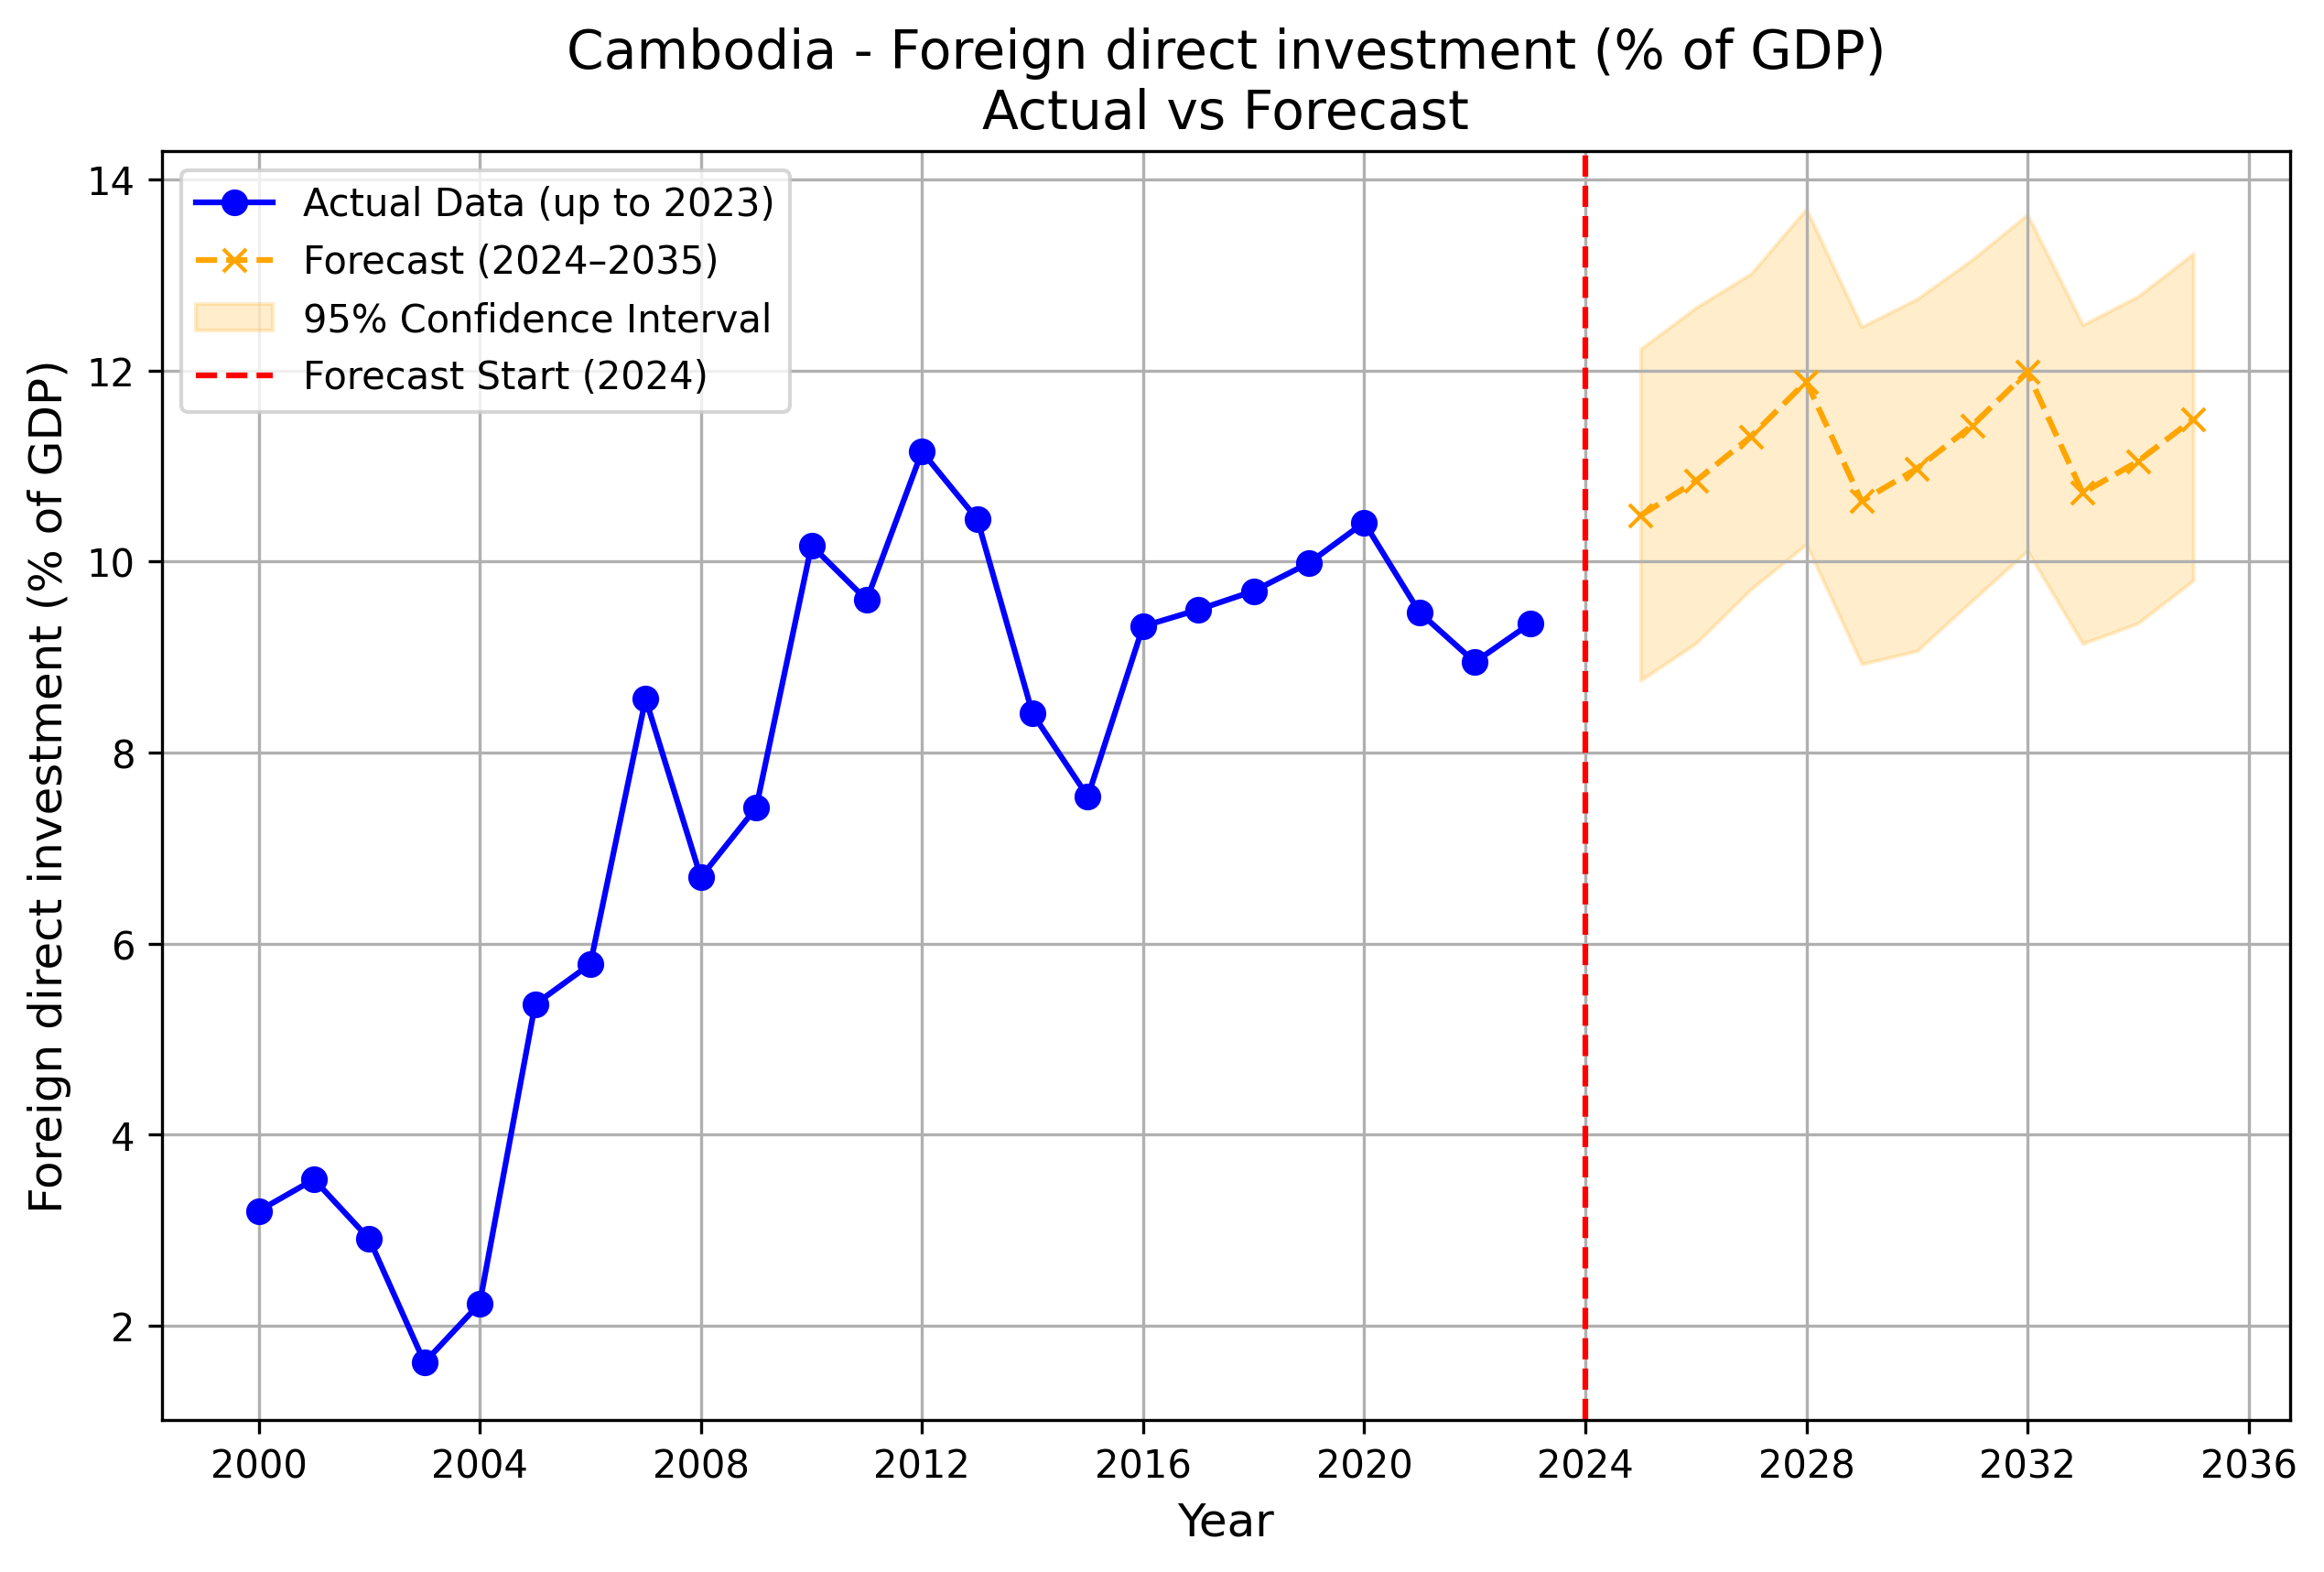 Cambodia - Foreign direct investment (% of GDP)
Actual vs Forecast
Actual Data (up to 2023)
Forecast (2024–2035)
95% Confidence Interval
Forecast Start (2024)
Foreign direct investment (% of GDP)
14
12
10
8
6
4
2
2000 2004 2008 2012 2016 2020 2024 2028 2032 2036
Year